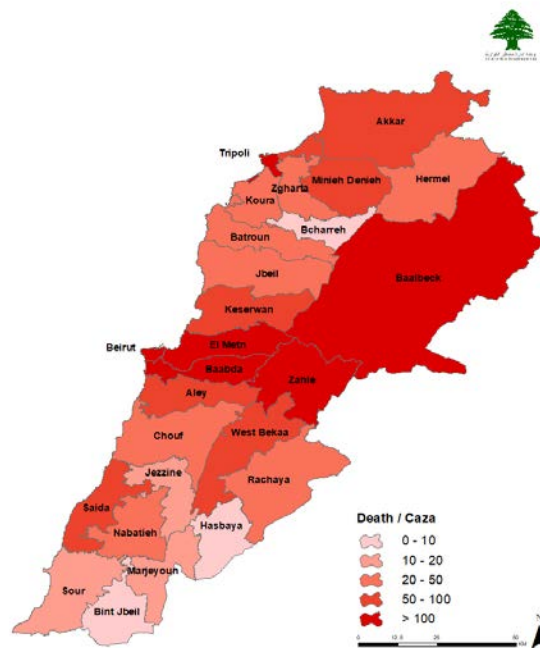 Akkar
Tripoli
Minieh Denieh
Hermel
Zgharta
Koura
Bcharreh
Batroun
Jbeil
Baalbeck
Keserwan
El Metn
Beirut
Baabda
Zahle
Aley
Chouf
West Bekaa
Jezzine
Rachaya
Saida
Hasbaya
Nabatieh
Marjeyoun
Sour
Bint Jbeil
Death / Caza
0 - 10
10 - 20
20 - 50
50 - 100
> 100
N